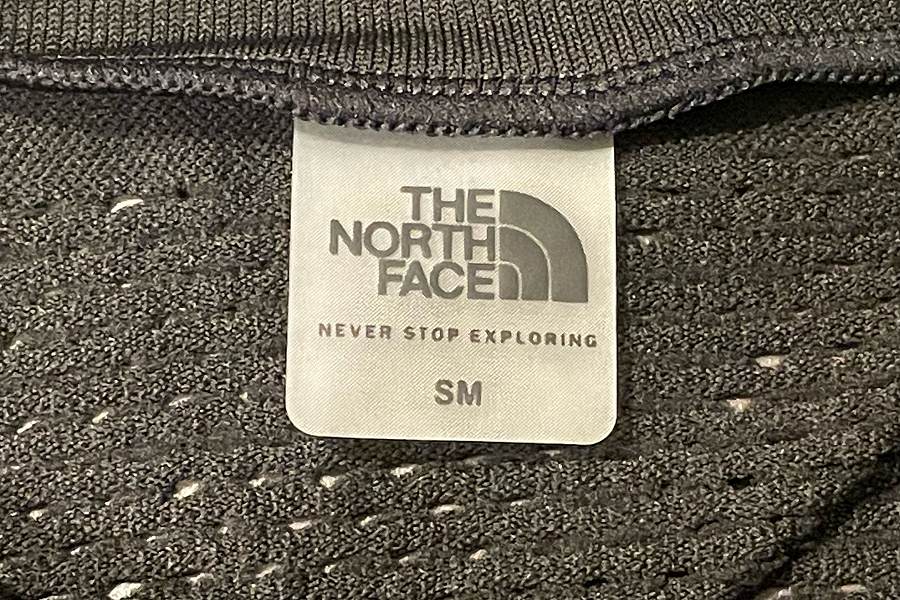 THE
NORTH
FACE
NEVER STOP EXPLORING
SM